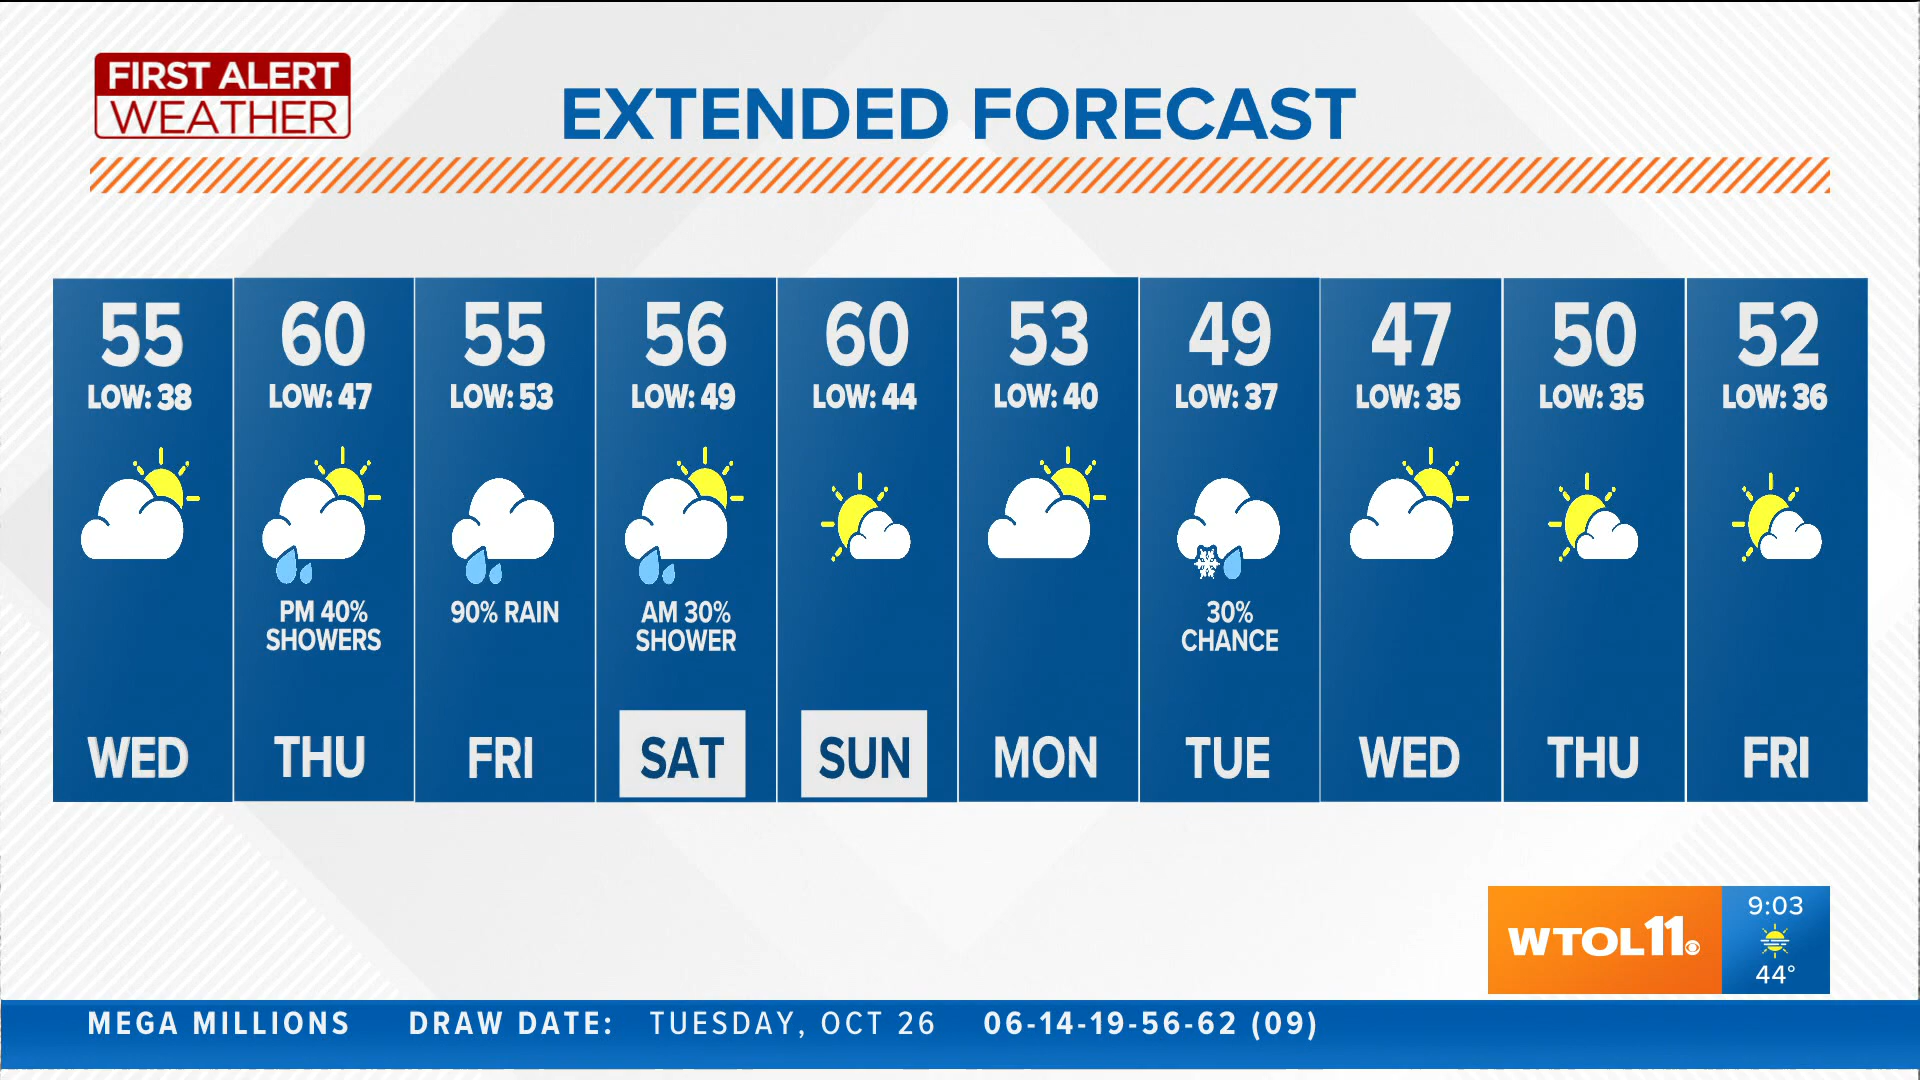 FIRST ALERT
WEATHER
EXTENDED FORECAST
55
LOW: 38
WED
60
LOW: 47
PM 40%
SHOWERS
THU
55
LOW: 53
90% RAIN
FRI
56
LOW: 49
AM 30%
SHOWER
SAT
60
LOW: 44
SUN
53
LOW: 40
MON
49
LOW: 37
30%
CHANCE
TUE
47
LOW: 35
WED
50
LOW: 35
THU
52
LOW: 36
FRI
WTOL11
9:03
44°
MEGA MILLIONS DRAW DATE: TUESDAY, OCT 26 06-14-19-56-62 (09)